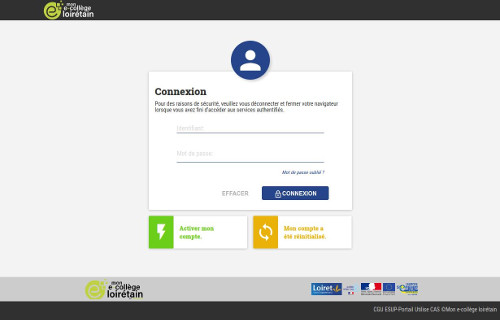 mon
e-collège
loirétain
Connexion
Pour des raisons de sécurité, veuillez vous déconnecter et fermer votre navigateur
lorsque vous avez fini d'accéder aux services authentifiés.
Identifiant
Mot de passe
Mot de passe oublié ?
EFFACER
CONNEXION
Activer mon
compte.
Mon compte a
été réinitialisé.
mon
e-collège
loirétain
Loiret
CGU ESUP-Portail Utilise CAS ©Mon e-collège loirétain